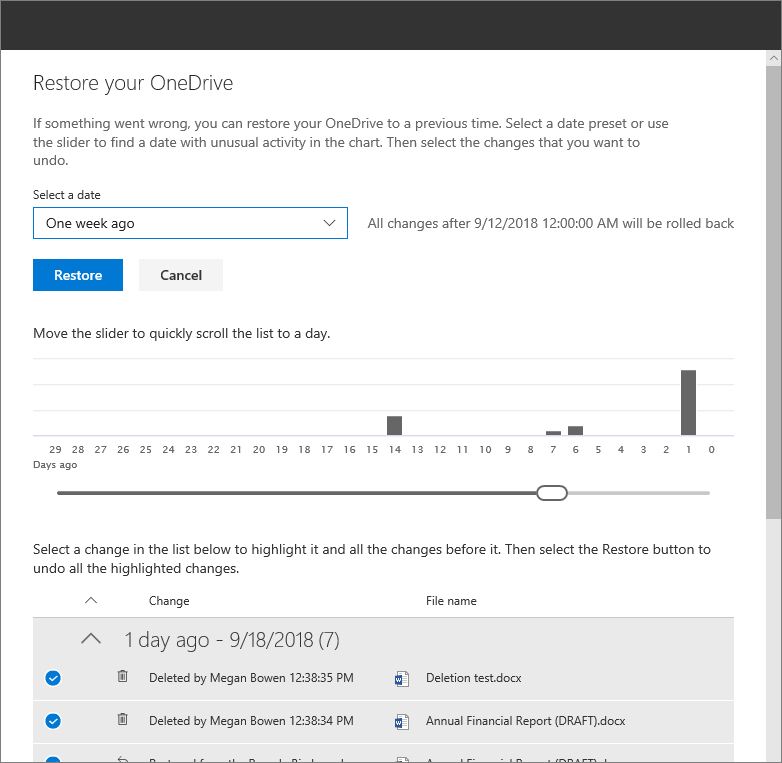 Restore your OneDrive
If something went wrong, you can restore your OneDrive to a previous time. Select a date preset or use
the slider to find a date with unusual activity in the chart. Then select the changes that you want to
undo.
Select a date
One week ago
All changes after 9/12/2018 12:00:00 AM will be rolled back
Restore
Cancel
Move the slider to quickly scroll the list to a day.
29 28 27 26 25 24 23 22 21 20 19 18 17 16 15 14 13 12 11 10 9 8 7 6 5 4 3 2 1 0
Days ago
Select a change in the list below to highlight it and all the changes before it. Then select the Restore button to
undo all the highlighted changes.
Change File name
1 day ago - 9/18/2018 (7)
Deleted by Megan Bowen 12:38:35 PM Deletion test.docx
Deleted by Megan Bowen 12:38:34 PM Annual Financial Report (DRAFT).docx